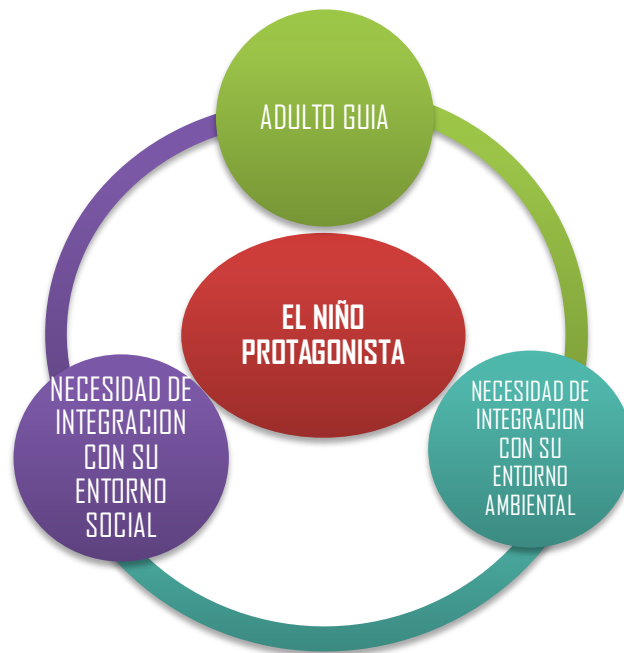 ADULTO GUIA
EL NIÑO
PROTAGONISTA
NECESIDAD DE
INTEGRACION
CON SU
ENTORNO
SOCIAL
NECESIDAD DE
INTEGRACION
CON SU
ENTORNO
AMBIENTAL